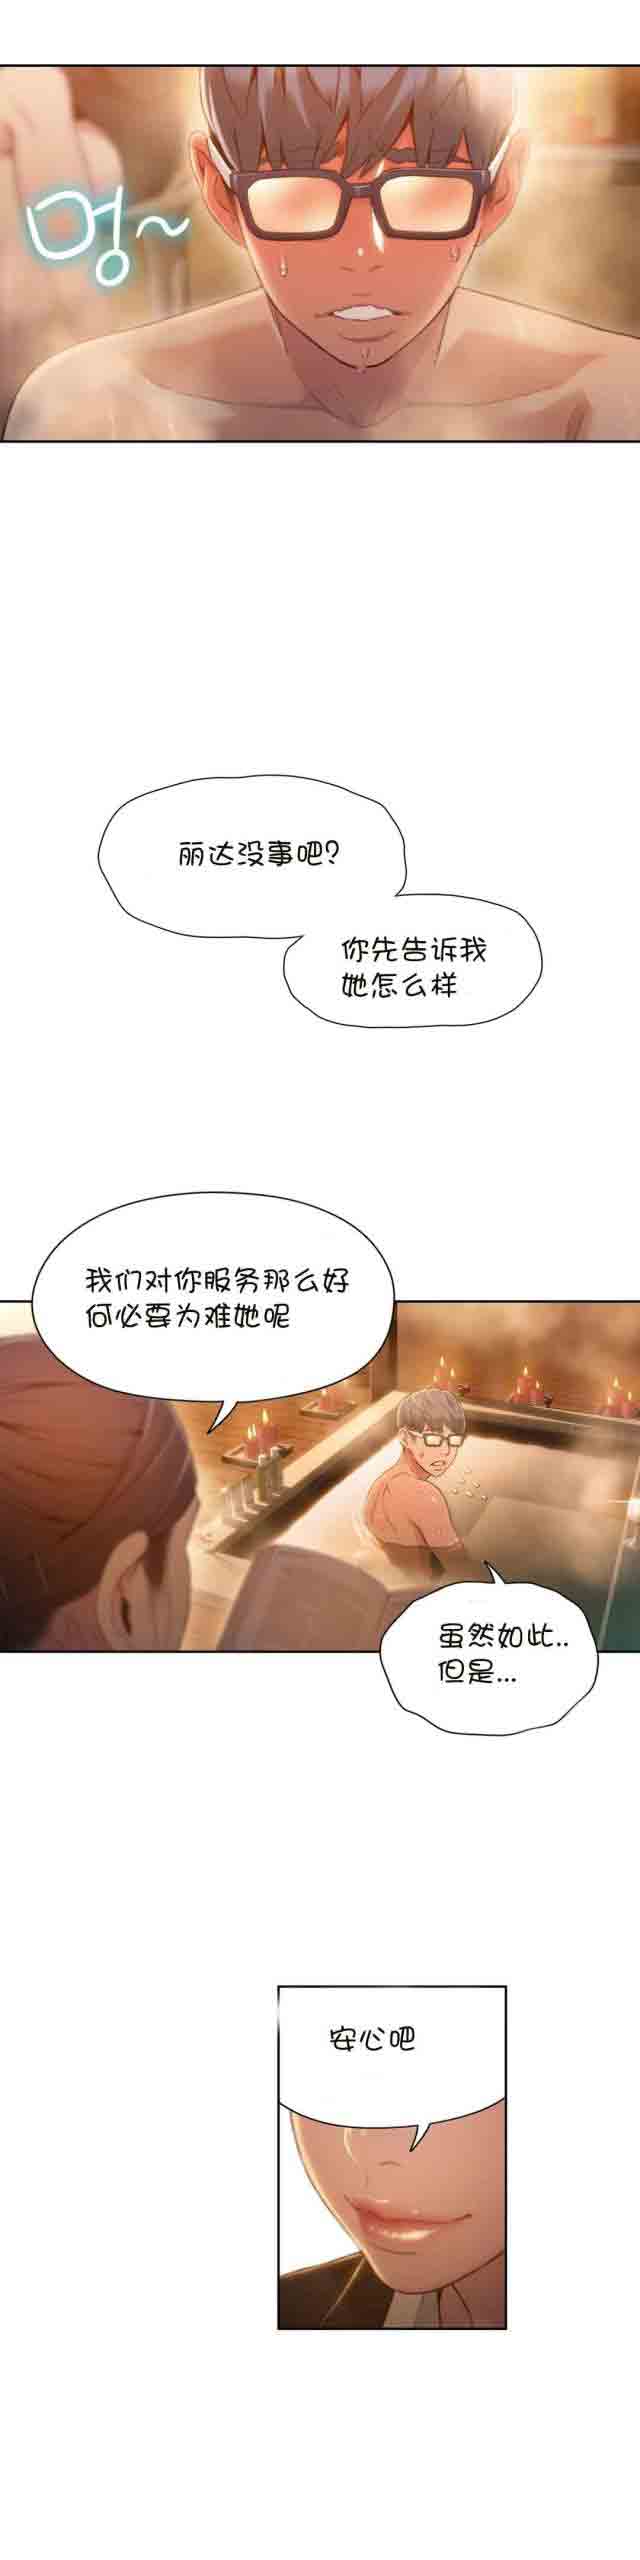 멍~
丽达没事吧?
你先告诉我
她怎么样
我们对你服务那么好
何必要为难她呢
虽然如此..
但是...
安心吧